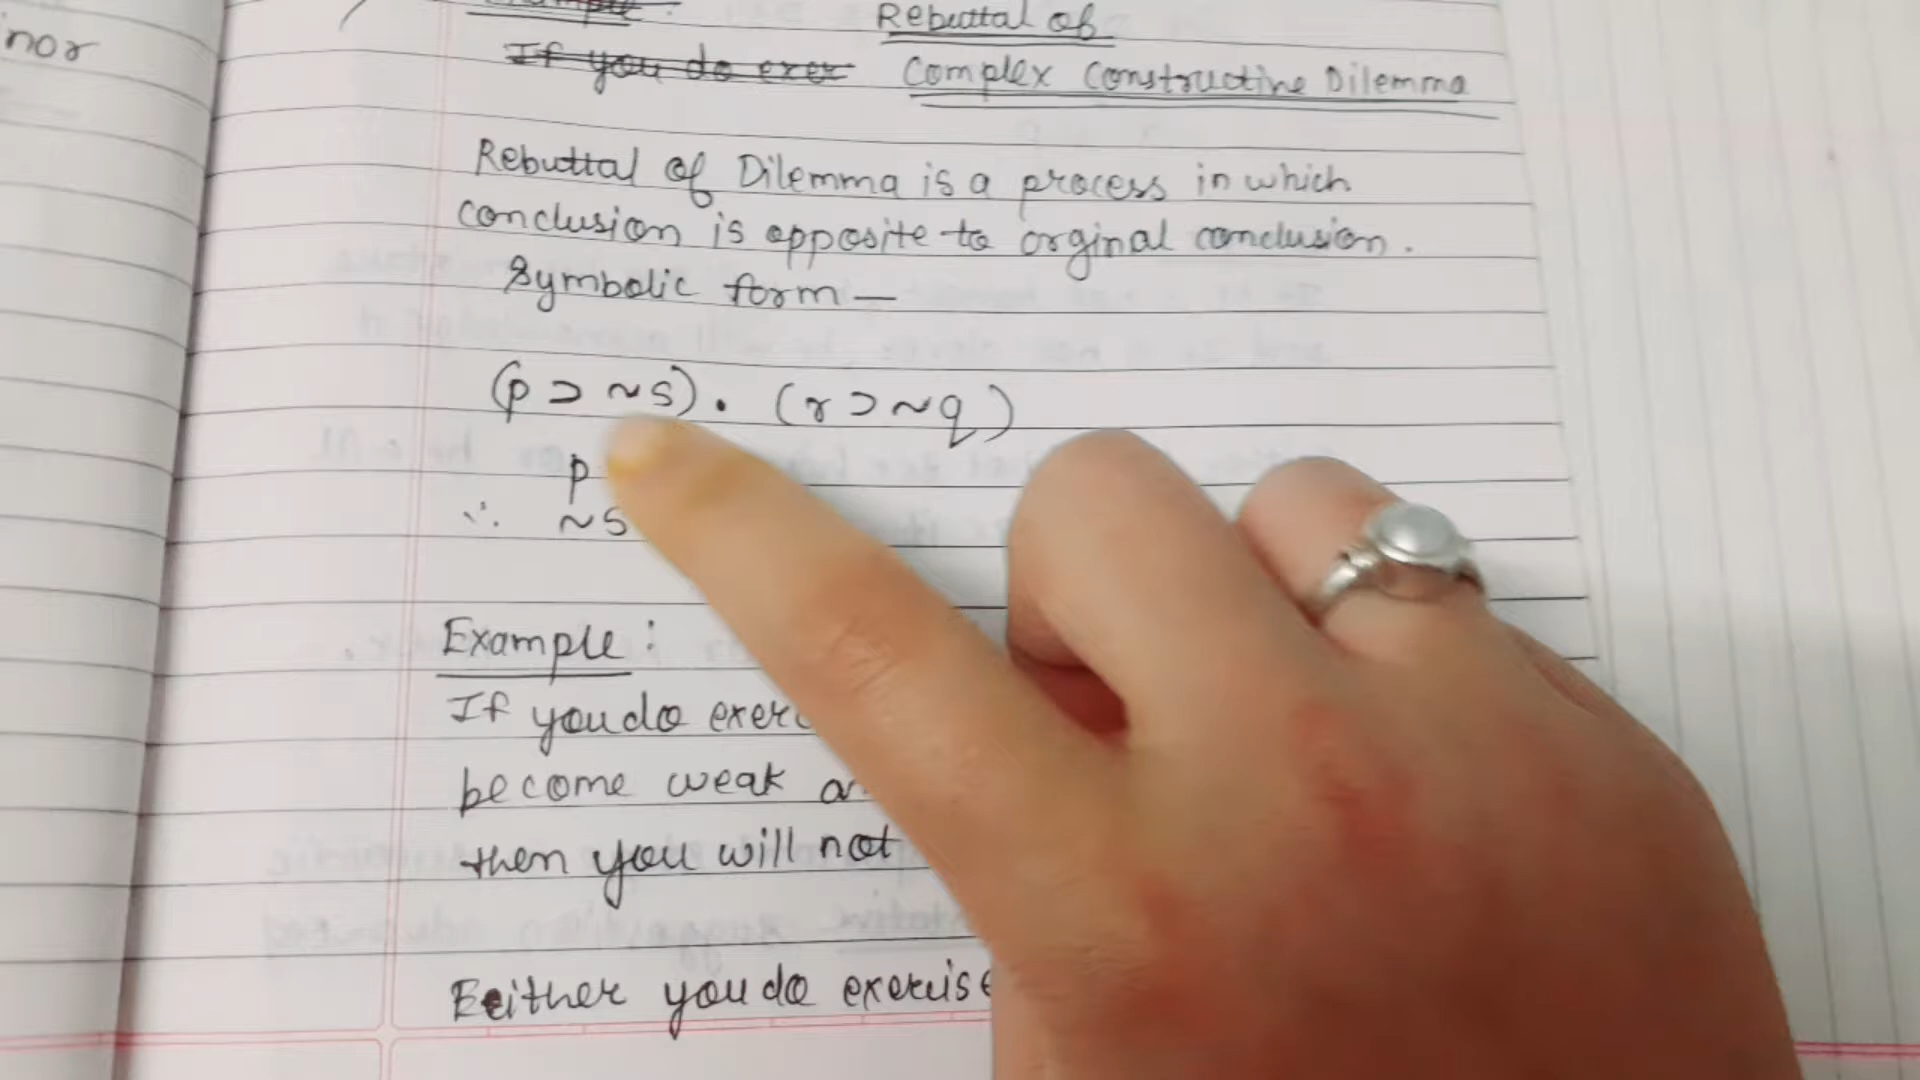 nor
Example :
Rebuttal of
If you do exer Complex Constructive Dilemma
Rebuttal of Dilemma is a process in which
conclusion is opposite to orginal conclusion.
Symbolic form —
(p ⊃ ~s) . (r ⊃ ~q)
p
∴ ~s
Example :
If you do
become weak
then you will not
Eeither you do exercise